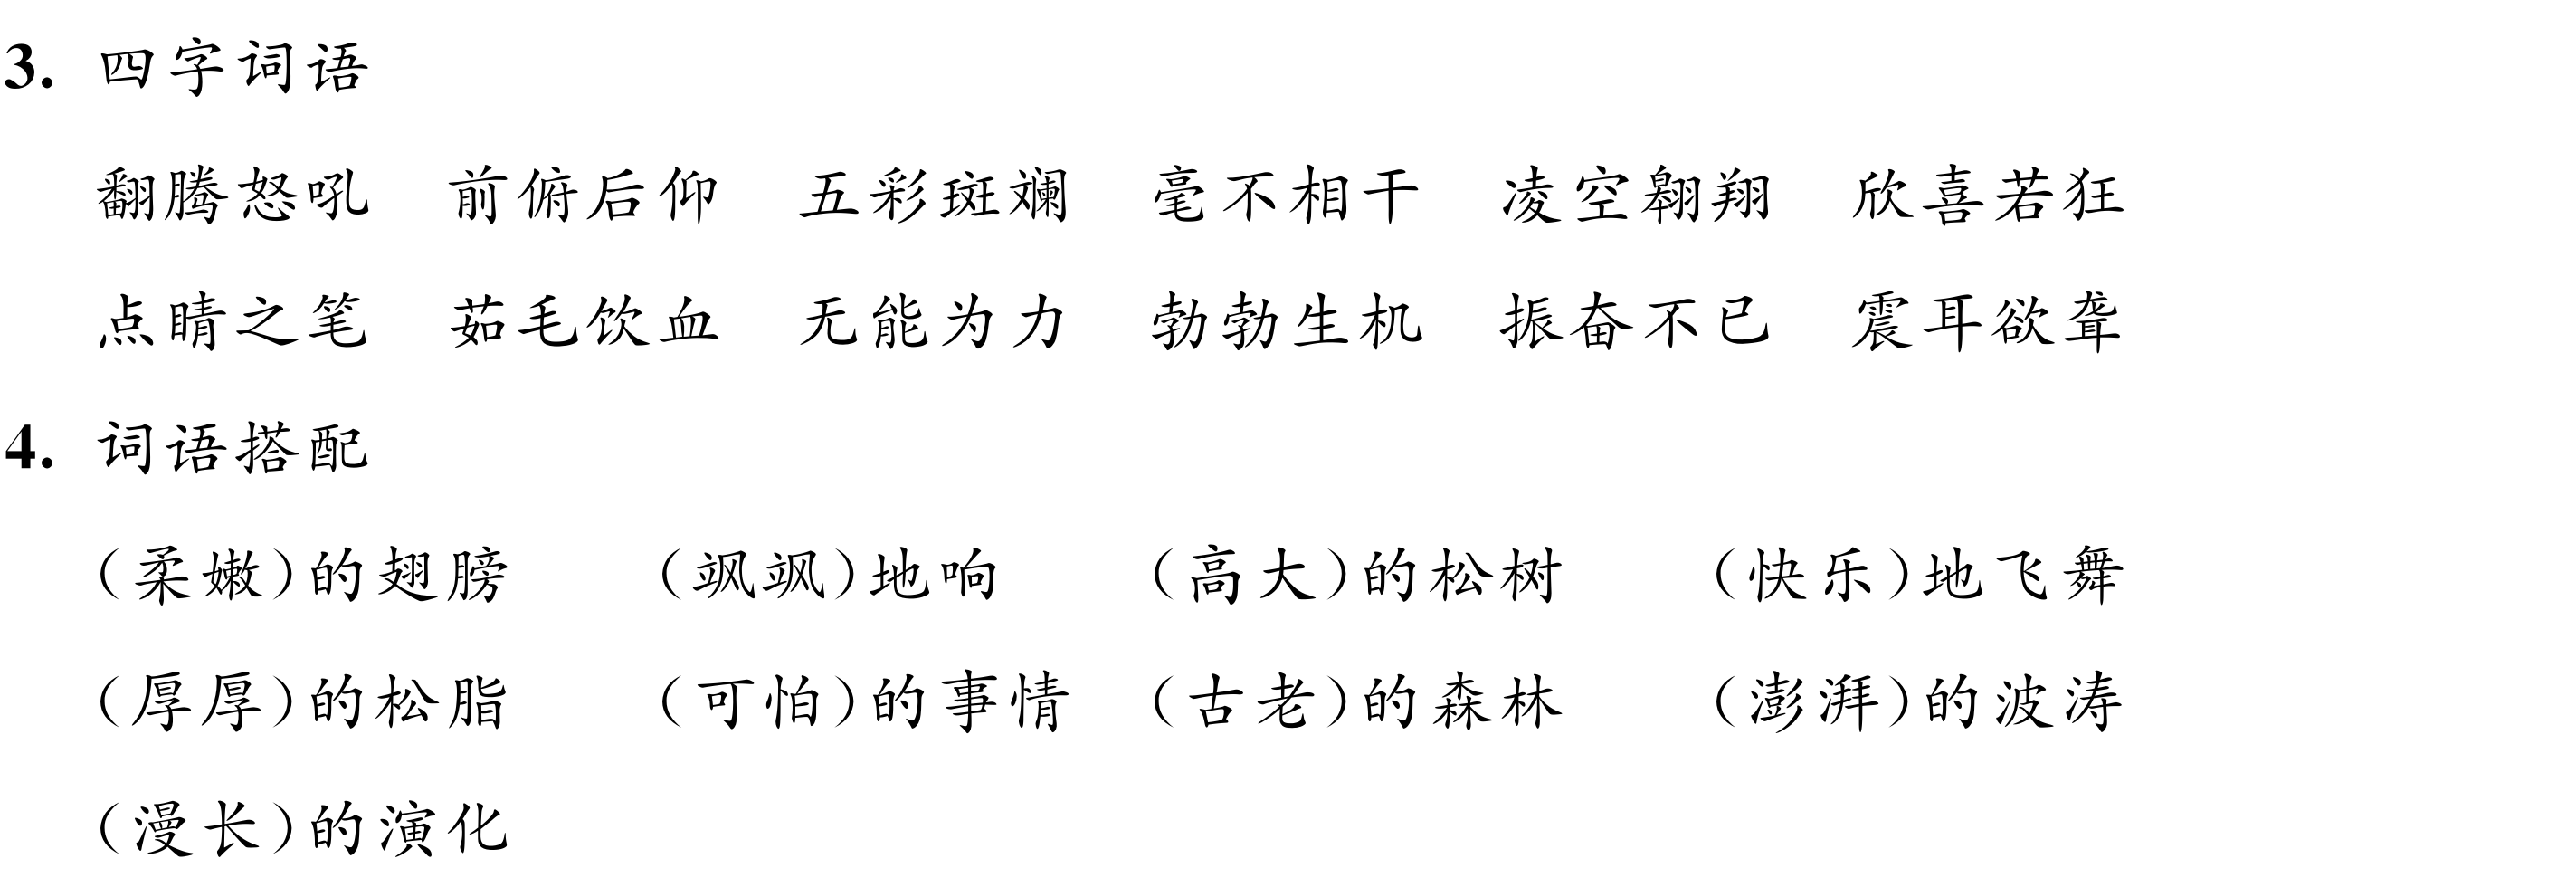 3. 四字词语
翻腾怒吼 前俯后仰 五彩斑斓 毫不相干 凌空翱翔 欣喜若狂
点睛之笔 茹毛饮血 无能为力 勃勃生机 振奋不已 震耳欲聋
4. 词语搭配
（柔嫩）的翅膀 （飒飒）地响 （高大）的松树 （快乐）地飞舞
（厚厚）的松脂 （可怕）的事情 （古老）的森林 （澎湃）的波涛
（漫长）的演化